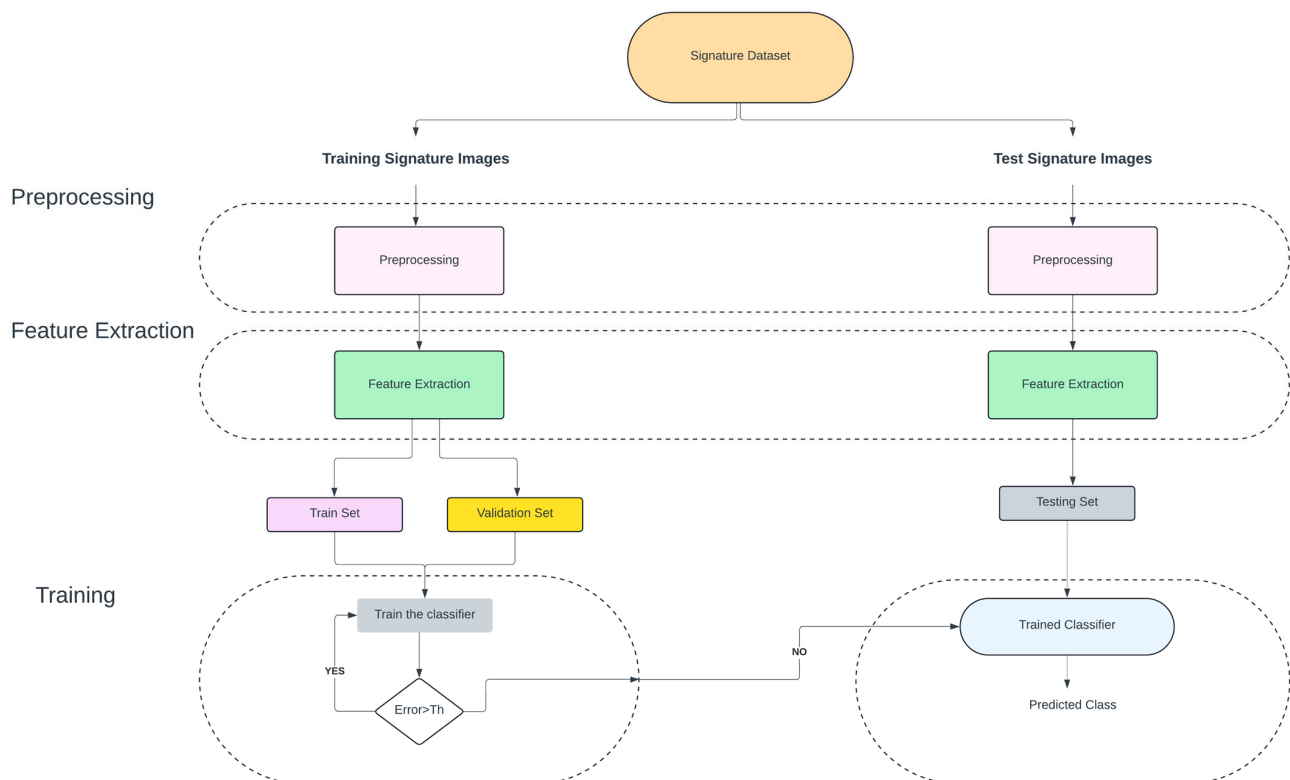 Signature Dataset
Training Signature Images
Test Signature Images
Preprocessing
Preprocessing
Preprocessing
Feature Extraction
Feature Extraction
Feature Extraction
Train Set
Validation Set
Testing Set
Training
Train the classifier
Trained Classifier
YES
NO
Error>Th
Predicted Class